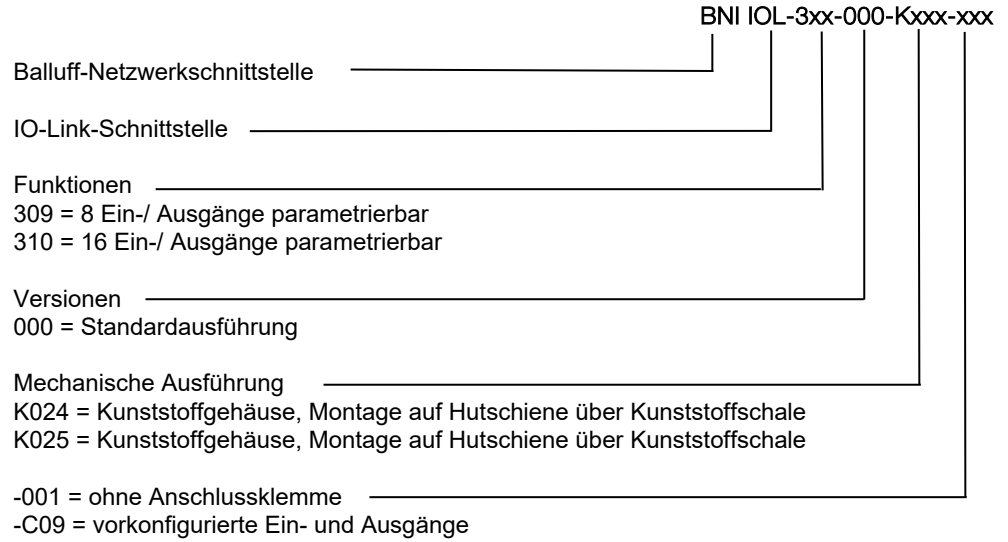 BNI IOL-3xx-000-Kxxx-xxx
Balluff-Netzwerkschnittstelle
IO-Link-Schnittstelle
Funktionen
309 = 8 Ein-/ Ausgänge parametrierbar
310 = 16 Ein-/ Ausgänge parametrierbar
Versionen
000 = Standardausführung
Mechanische Ausführung
K024 = Kunststoffgehäuse, Montage auf Hutschiene über Kunststoffschale
K025 = Kunststoffgehäuse, Montage auf Hutschiene über Kunststoffschale
-001 = ohne Anschlussklemme
-C09 = vorkonfigurierte Ein- und Ausgänge